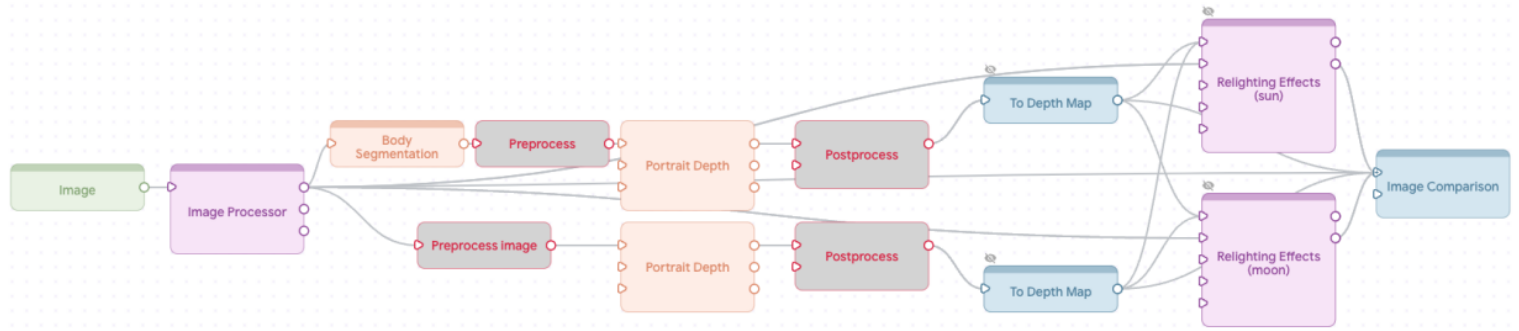 Image
Image Processor
Body
Segmentation
Preprocess
Portrait Depth
Postprocess
To Depth Map
Relighting Effects
(sun)
Image Comparison
Preprocess image
Portrait Depth
Postprocess
To Depth Map
Relighting Effects
(moon)